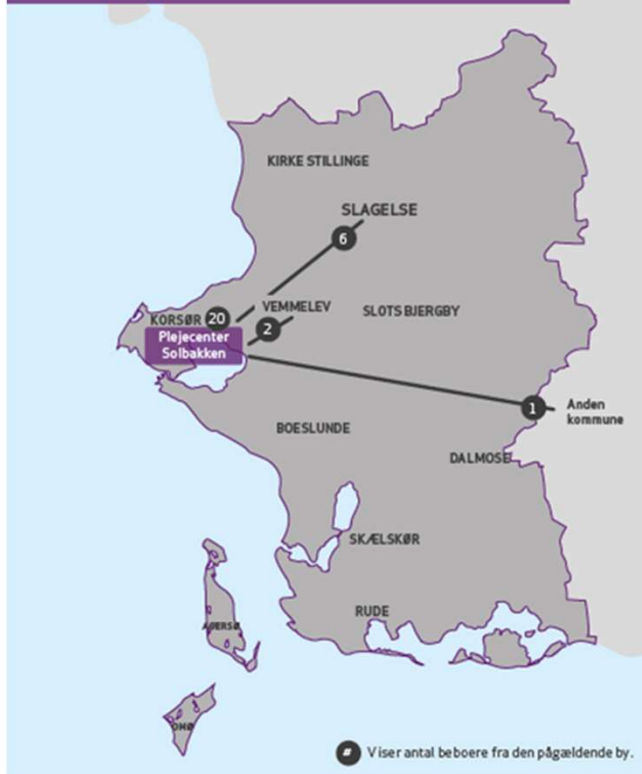 KIRKE STILLINGE
SLAGELSE
6
VEMMELEV
SLOTS BJERGBY
KORSØR 20
2
Plejecenter
Solbakken
1
Anden
kommune
BOESLUNDE
DALMOSE
SKÆLSKØR
RUDE
AGERSØ
OMØ
# Viser antal beboere fra den pågældende by.